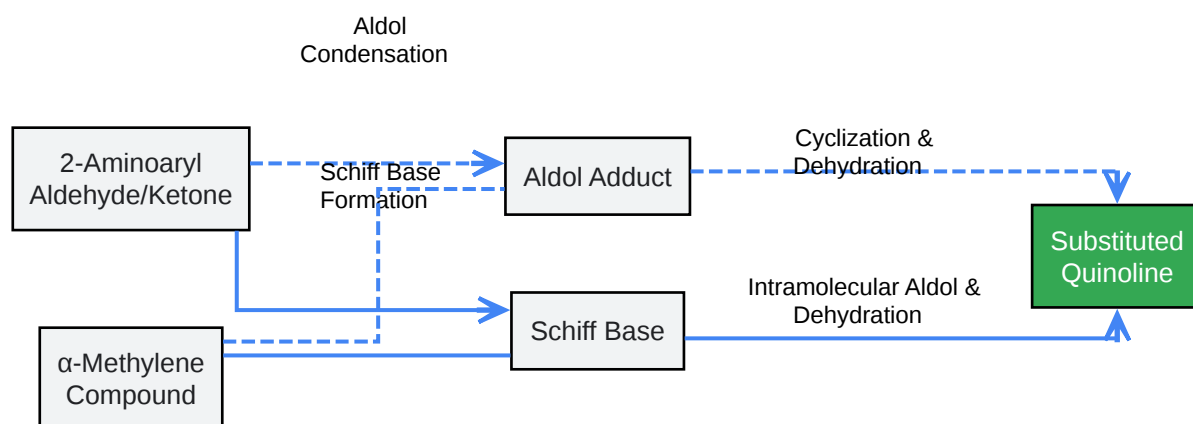 Aldol
Condensation
2-Aminoaryl
Aldehyde/Ketone
Schiff Base
Formation
Aldol Adduct
Cyclization &
Dehydration
Substituted
Quinoline
α-Methylene
Compound
Schiff Base
Intramolecular Aldol &
Dehydration